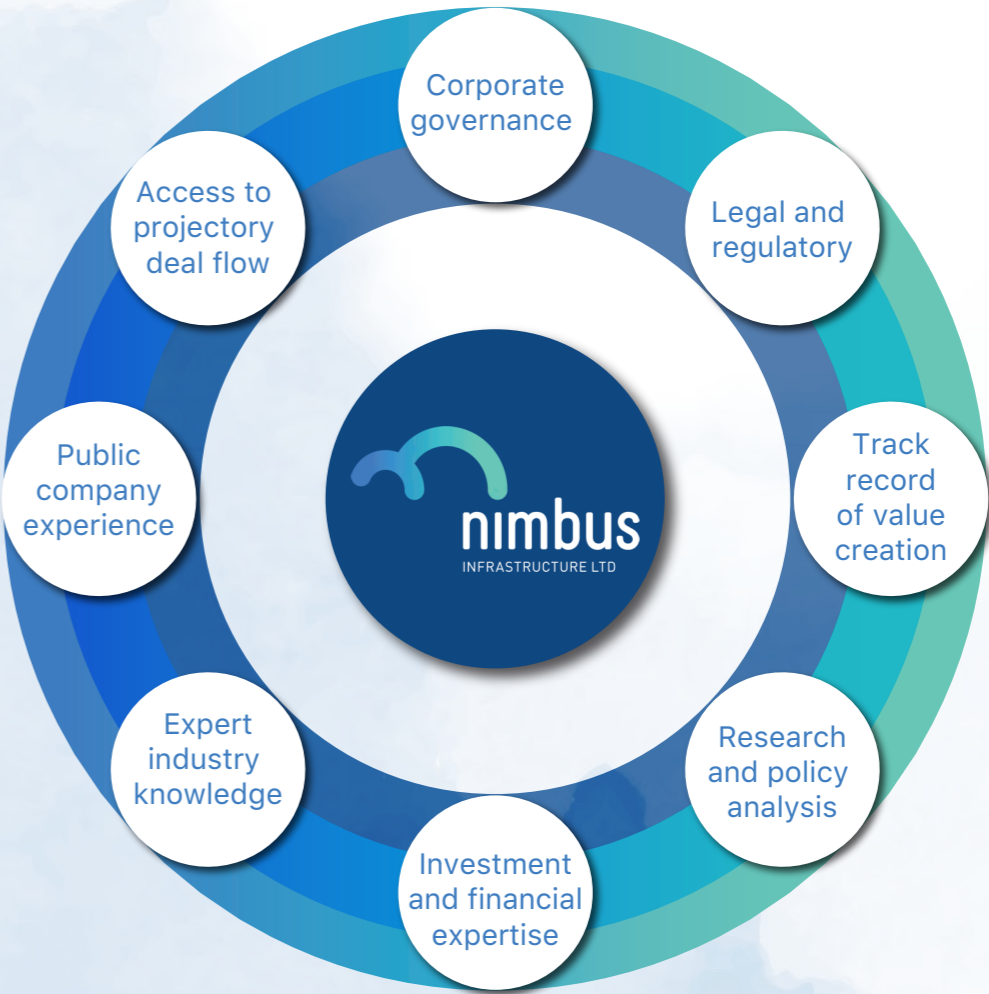 Corporate
governance
Legal and
regulatory
Track
record
of value
creation
Research
and policy
analysis
Investment
and financial
expertise
Expert
industry
knowledge
Public
company
experience
Access to
projectory
deal flow
nimbus
INFRASTRUCTURE LTD